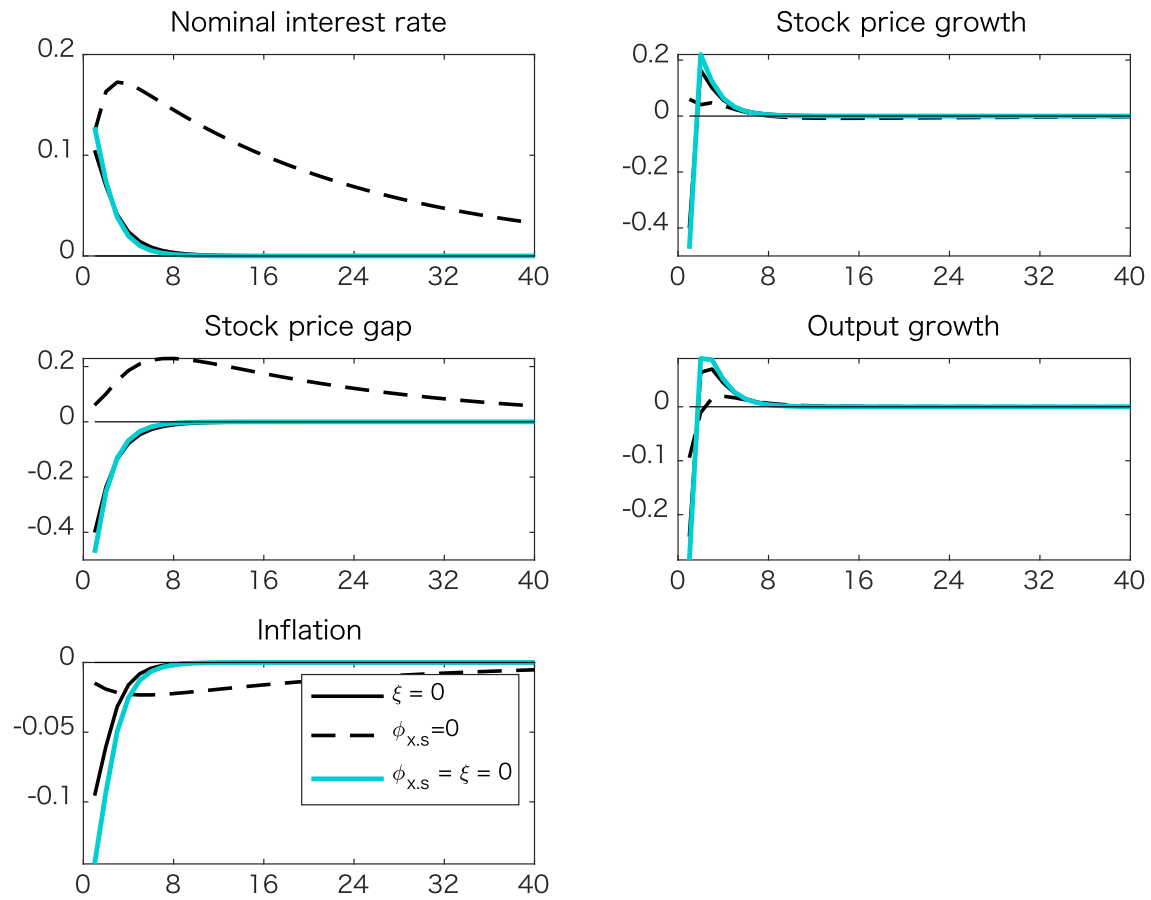 Nominal interest rate
0.2
0.1
0
0 8 16 24 32 40
Stock price growth
0.2
0
-0.2
-0.4
0 8 16 24 32 40
Stock price gap
0.2
0
-0.2
-0.4
0 8 16 24 32 40
Output growth
0
-0.1
-0.2
0 8 16 24 32 40
Inflation
0
-0.05
-0.1
0 8 16 24 32 40
ξ = 0
ϕx.s=0
ϕx.s = ξ = 0